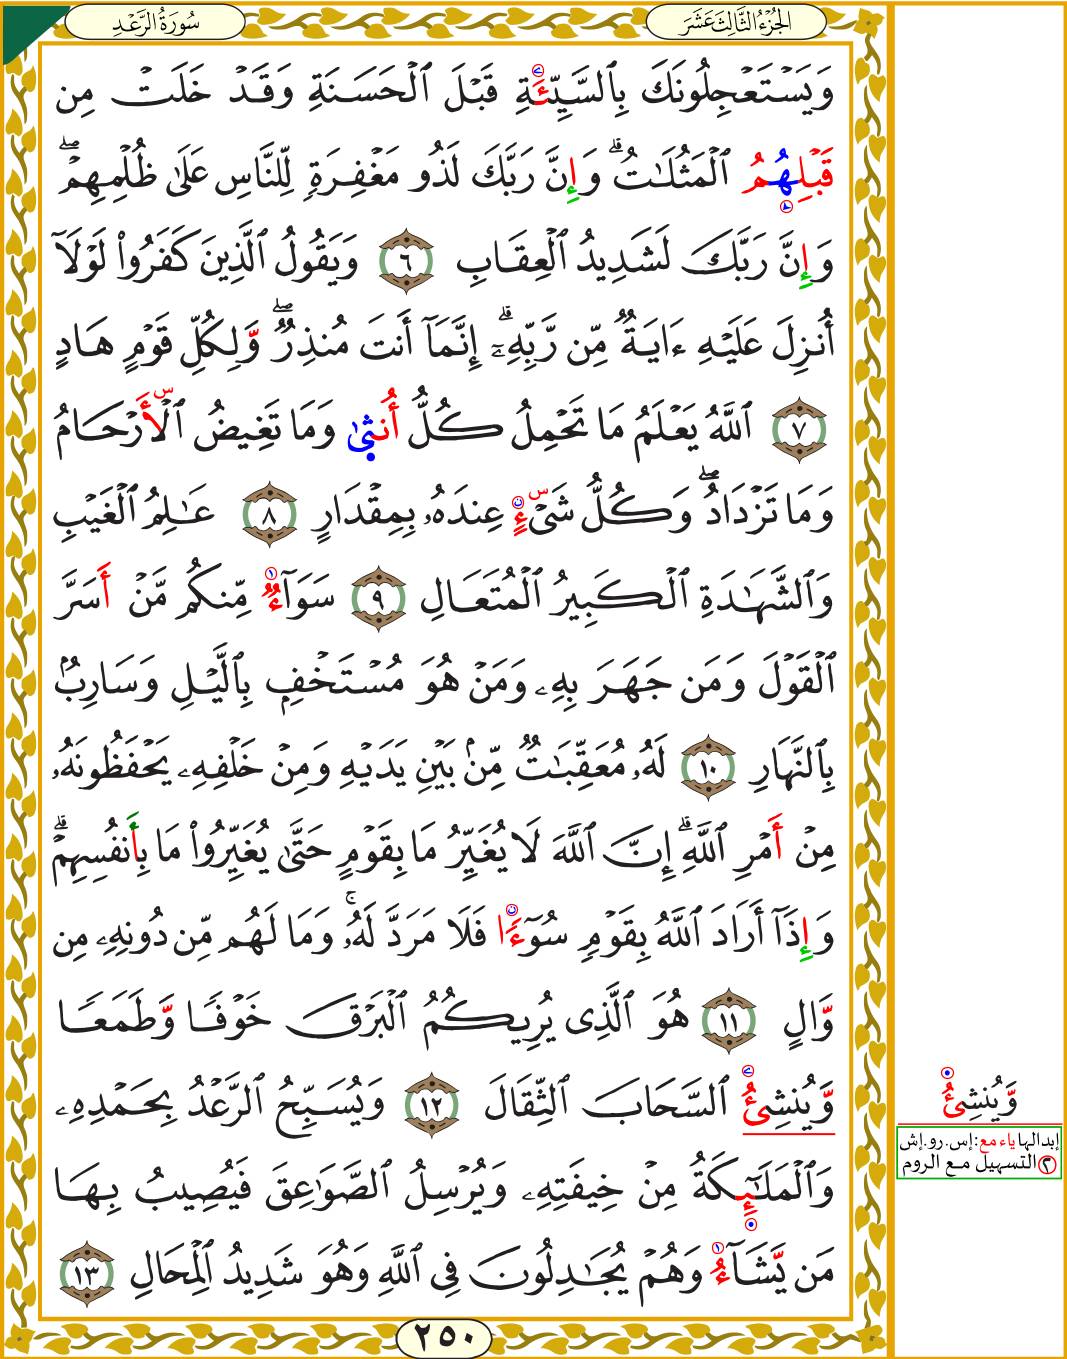 الجُزْءُ الثَّالِثَ عَشَرَ
سُورَةُ الرَّعْدِ
وَيَسْتَعْجِلُونَكَ بِالسَّيِّئَةِ قَبْلَ ٱلْحَسَنَةِ وَقَدْ خَلَتْ مِن
قَبْلِهُمُ ٱلْمَثُلَـٰتُۗ وَإِنَّ رَبَّكَ لَذُو مَغْفِرَةٍ لِّلنَّاسِ عَلَىٰ ظُلْمِهِمْۖ
وَإِنَّ رَبَّكَ لَشَدِيدُ ٱلْعِقَابِ ٦ وَيَقُولُ ٱلَّذِينَ كَفَرُوا۟ لَوْلَآ
أُنزِلَ عَلَيْهِ ءَايَةٌ مِّن رَّبِّهِۦٓۗ إِنَّمَآ أَنتَ مُنذِرٌۖ وَّلِكُلِّ قَوْمٍ هَادٍ
٧ ٱللَّهُ يَعْلَمُ مَا تَحْمِلُ كُلُّ أُنثَىٰ وَمَا تَغِيضُ ٱلْأَرْحَامُ
وَمَا تَزْدَادُۖ وَكُلُّ شَىْءٍ عِندَهُۥ بِمِقْدَارٍ ٨ عَـٰلِمُ ٱلْغَيْبِ
وَٱلشَّهَـٰدَةِ ٱلْكَبِيرُ ٱلْمُتَعَالِ ٩ سَوَآءٌ مِّنكُم مَّنْ أَسَرَّ
ٱلْقَوْلَ وَمَن جَهَرَ بِهِۦ وَمَنْ هُوَ مُسْتَخْفٍۭ بِٱلَّيْلِ وَسَارِبٌۢ
بِٱلنَّهَارِ ١٠ لَهُۥ مُعَقِّبَـٰتٌ مِّنۢ بَيْنِ يَدَيْهِ وَمِنْ خَلْفِهِۦ يَحْفَظُونَهُۥ
مِنْ أَمْرِ ٱللَّهِۗ إِنَّ ٱللَّهَ لَا يُغَيِّرُ مَا بِقَوْمٍ حَتَّىٰ يُغَيِّرُوا۟ مَا بِأَنفُسِهِمْۗ
وَإِذَآ أَرَادَ ٱللَّهُ بِقَوْمٍ سُوٓءًا فَلَا مَرَدَّ لَهُۥۚ وَمَا لَهُم مِّن دُونِهِۦ مِن
وَّالٍ ١١ هُوَ ٱلَّذِى يُرِيكُمُ ٱلْبَرْقَ خَوْفًا وَّطَمَعًا
وَّيُنشِئُ ٱلسَّحَابَ ٱلثِّقَالَ ١٢ وَيُسَبِّحُ ٱلرَّعْدُ بِحَمْدِهِۦ
وَٱلْمَلَـٰٓئِكَةُ مِنْ خِيفَتِهِۦ وَيُرْسِلُ ٱلصَّوَٰعِقَ فَيُصِيبُ بِهَا
مَن يَّشَآءُ وَهُمْ يُجَـٰدِلُونَ فِى ٱللَّهِ وَهُوَ شَدِيدُ ٱلْمِحَالِ ١٣
٢٥٠
وَّيُنشِئُ
إبدالها ياء مع: إس.رو.إش
٢ التسهيل مع الروم